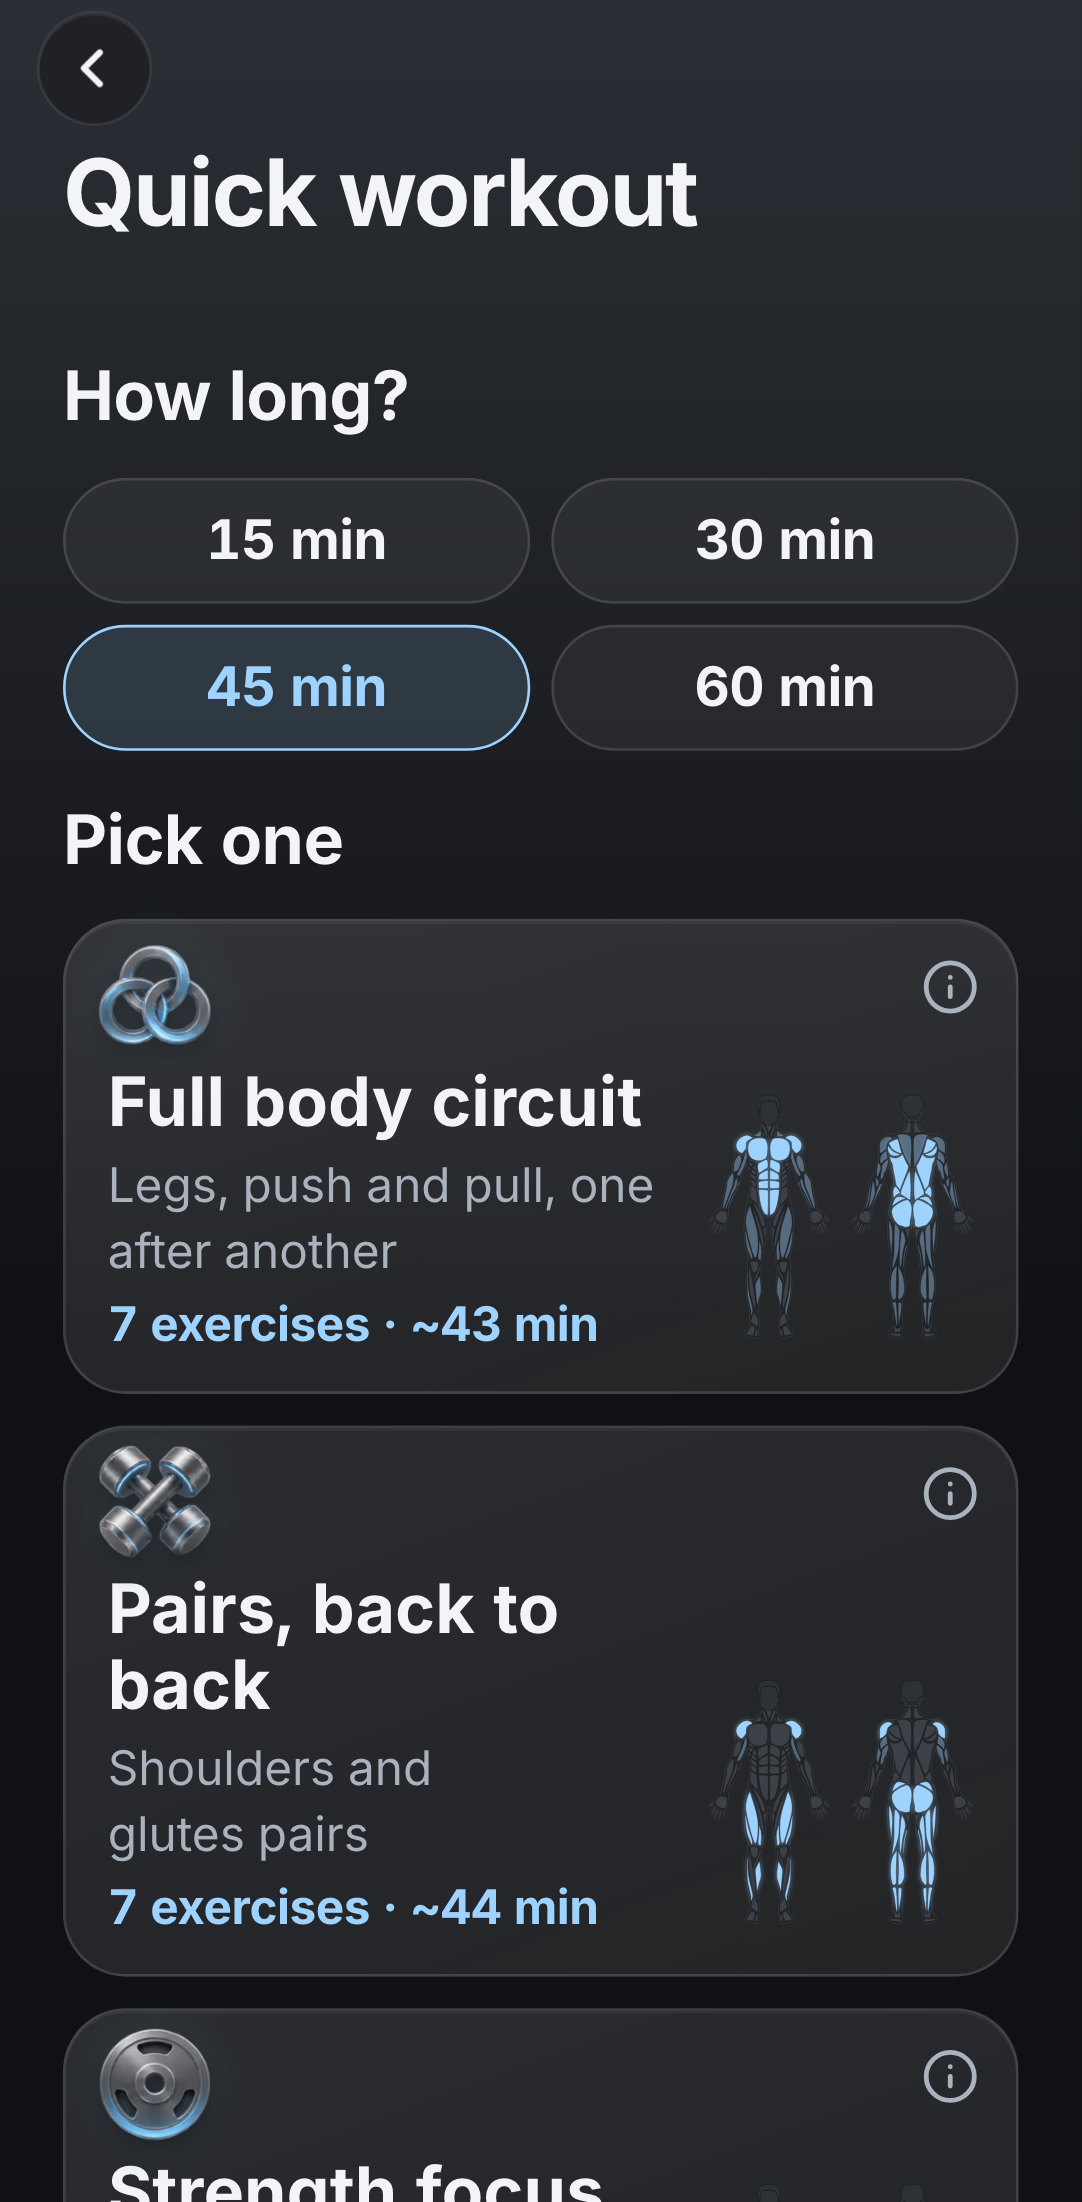 Quick workout
How long?
15 min
30 min
45 min
60 min
Pick one
Full body circuit
Legs, push and pull, one
after another
7 exercises · ~43 min
Pairs, back to
back
Shoulders and
glutes pairs
7 exercises · ~44 min
Strength focus